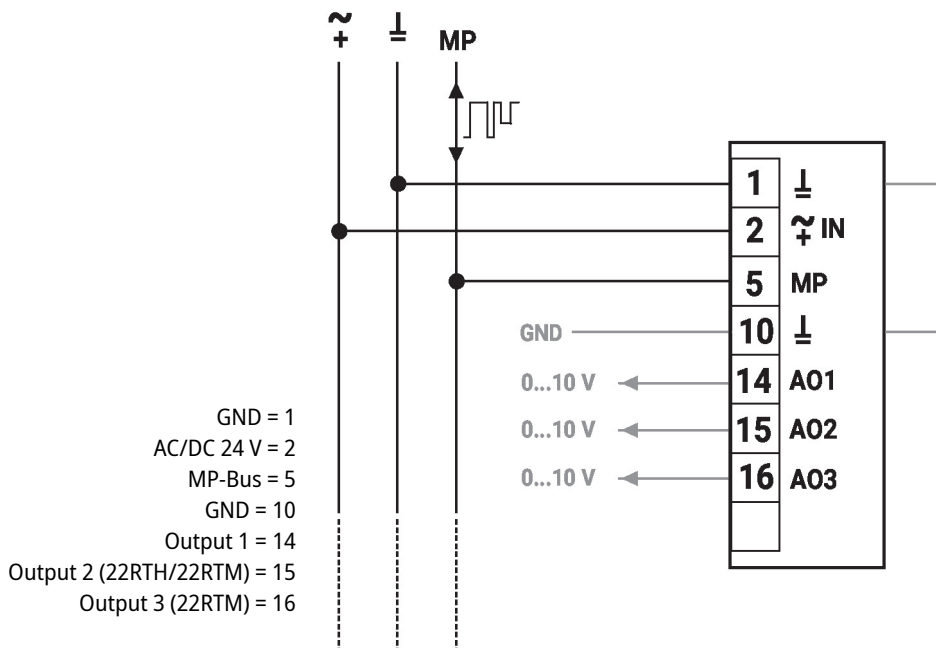 ~
+ ⊥ MP
1 ⊥
2 ~
+ IN
5 MP
GND 10 ⊥
0...10 V 14 AO1
0...10 V 15 AO2
0...10 V 16 AO3
GND = 1
AC/DC 24 V = 2
MP-Bus = 5
GND = 10
Output 1 = 14
Output 2 (22RTH/22RTM) = 15
Output 3 (22RTM) = 16